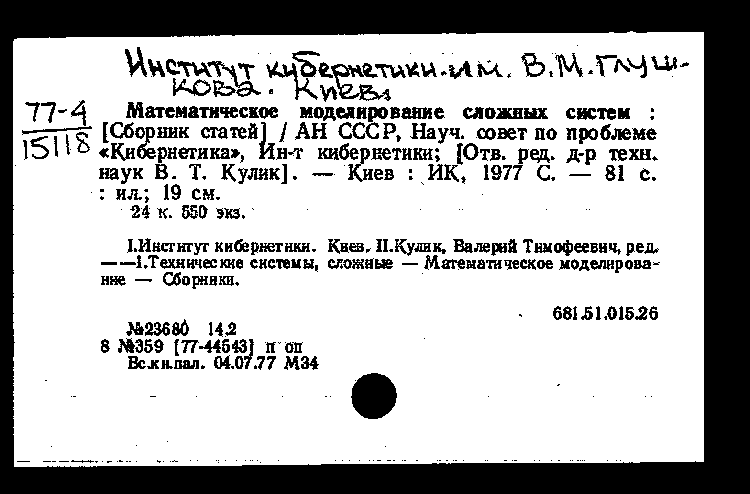 Институт кибернетики им. В.М. Глуш-
кова. Киев.
77-4
15118
Математическое моделирование сложных систем :
[Сборник статей] / АН СССР, Науч. совет по проблеме
«Кибернетика», Ин-т кибернетики; [Отв. ред. д-р техн.
наук В. Т. Кулик]. — Киев : ИК, 1977 С. — 81 с.
: ил.; 19 см.
24 к. 550 экз.
I.Институт кибернетики. Киев. II.Кулик, Валерий Тимофеевич, ред.
——1.Технические системы, сложные — Математическое моделирова-
ние — Сборники.
681.51.015.26
№23680 14.2
8 №359 [77-44543] п оп
Вс.кн.пал. 04.07.77 М34